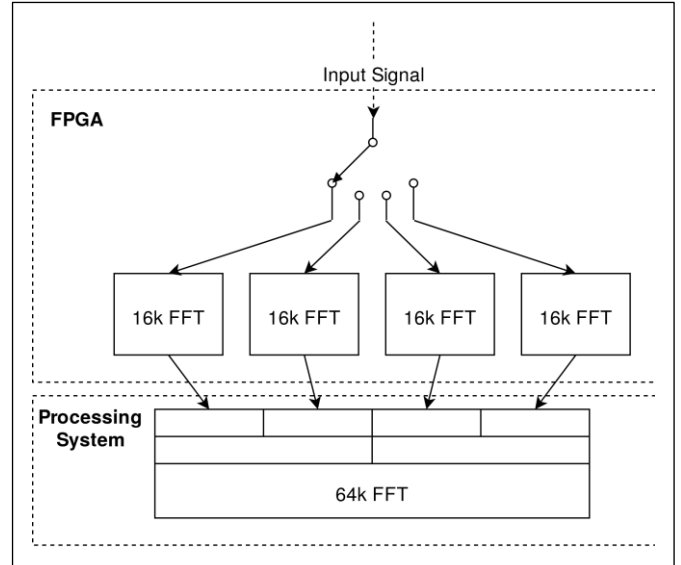 Input Signal
FPGA
16k FFT
16k FFT
16k FFT
16k FFT
Processing
System
64k FFT